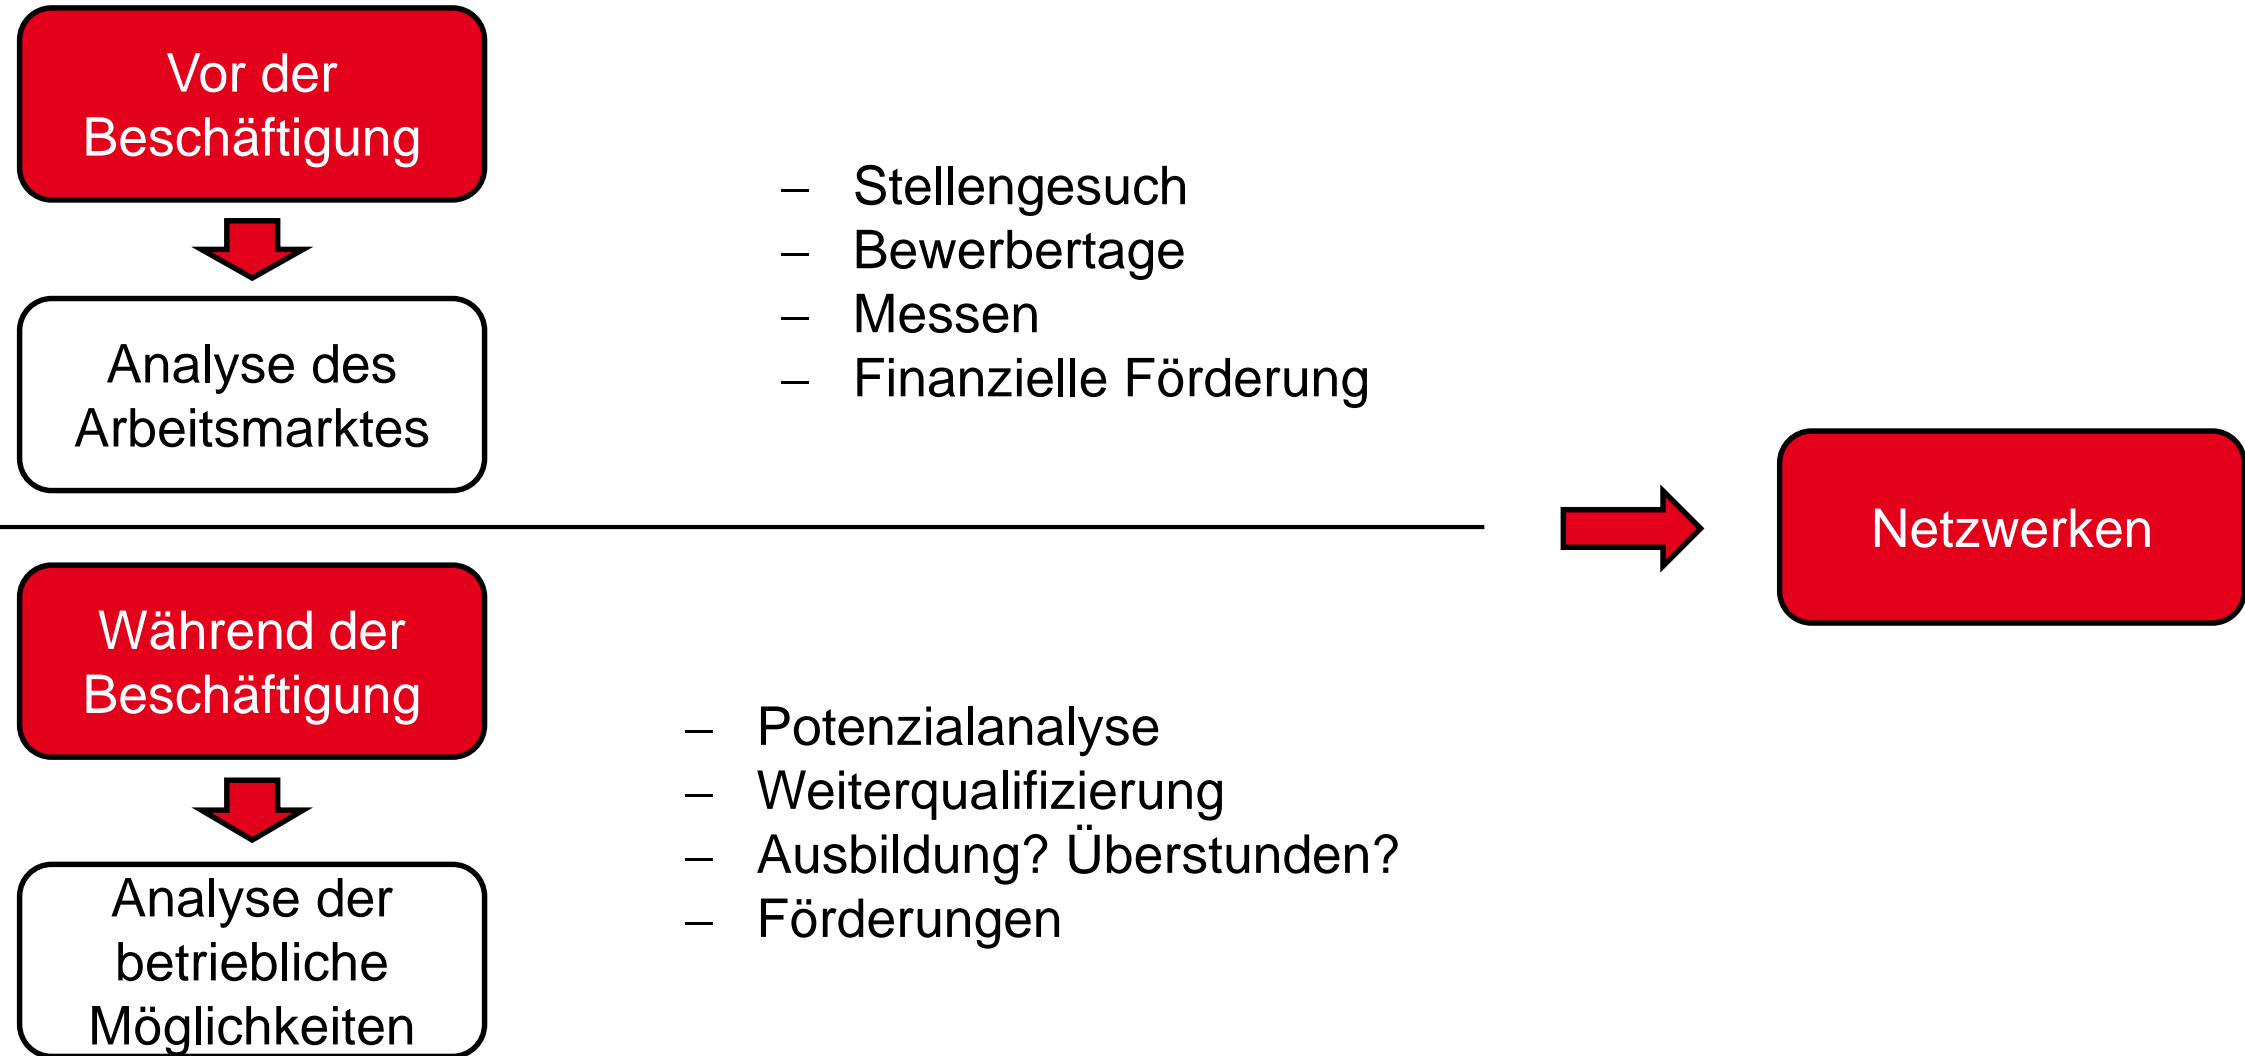 Vor der
Beschäftigung
Analyse des
Arbeitsmarktes
– Stellengesuch
– Bewerbertage
– Messen
– Finanzielle Förderung
Während der
Beschäftigung
Analyse der
betriebliche
Möglichkeiten
– Potenzialanalyse
– Weiterqualifizierung
– Ausbildung? Überstunden?
– Förderungen
Netzwerken